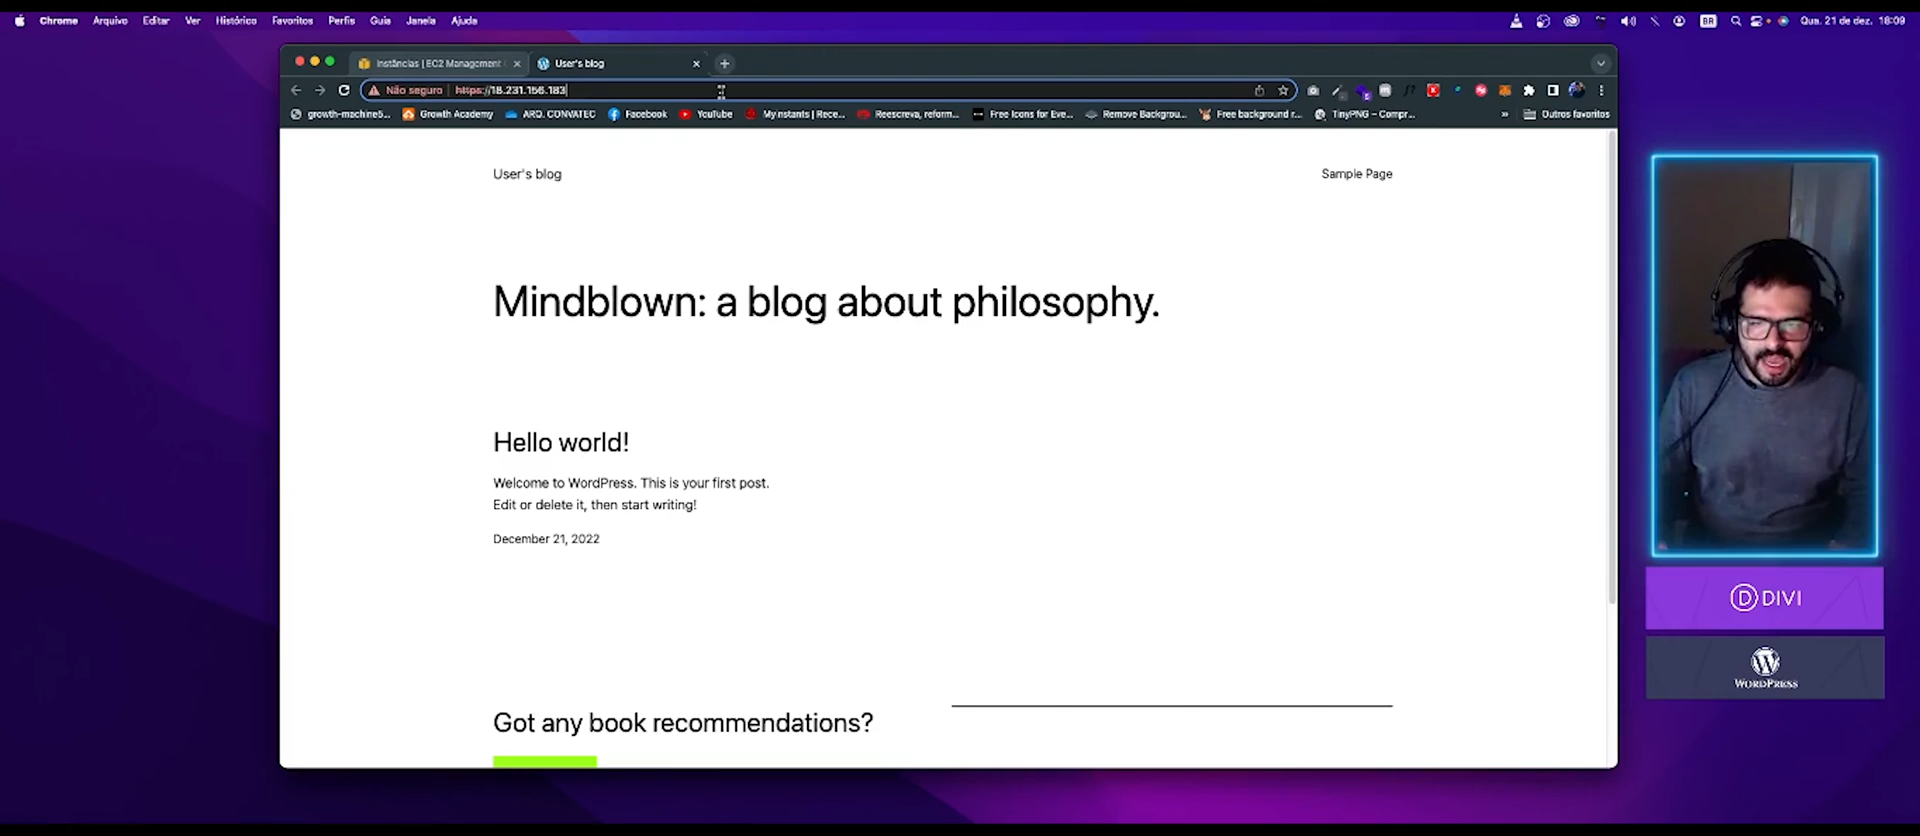 Chrome Arquivo Editar Ver Histórico Favoritos Perfis Guia Janela Ajuda
BR
Qua. 21 de dez. 18:09
Instâncias | EC2 Management
User's blog
Não seguro https://18.231.156.183
growth-machine5... Growth Academy ARQ. CONVATEC Facebook YouTube Myinstants | Rece... Reescreva, reform... Free Icons for Eve... Remove Backgrou... Free background r... TinyPNG – Compr... » Outros favoritos
User's blog
Sample Page
Mindblown: a blog about philosophy.
Hello world!
Welcome to WordPress. This is your first post.
Edit or delete it, then start writing!
December 21, 2022
Got any book recommendations?
DIVI
WORDPRESS